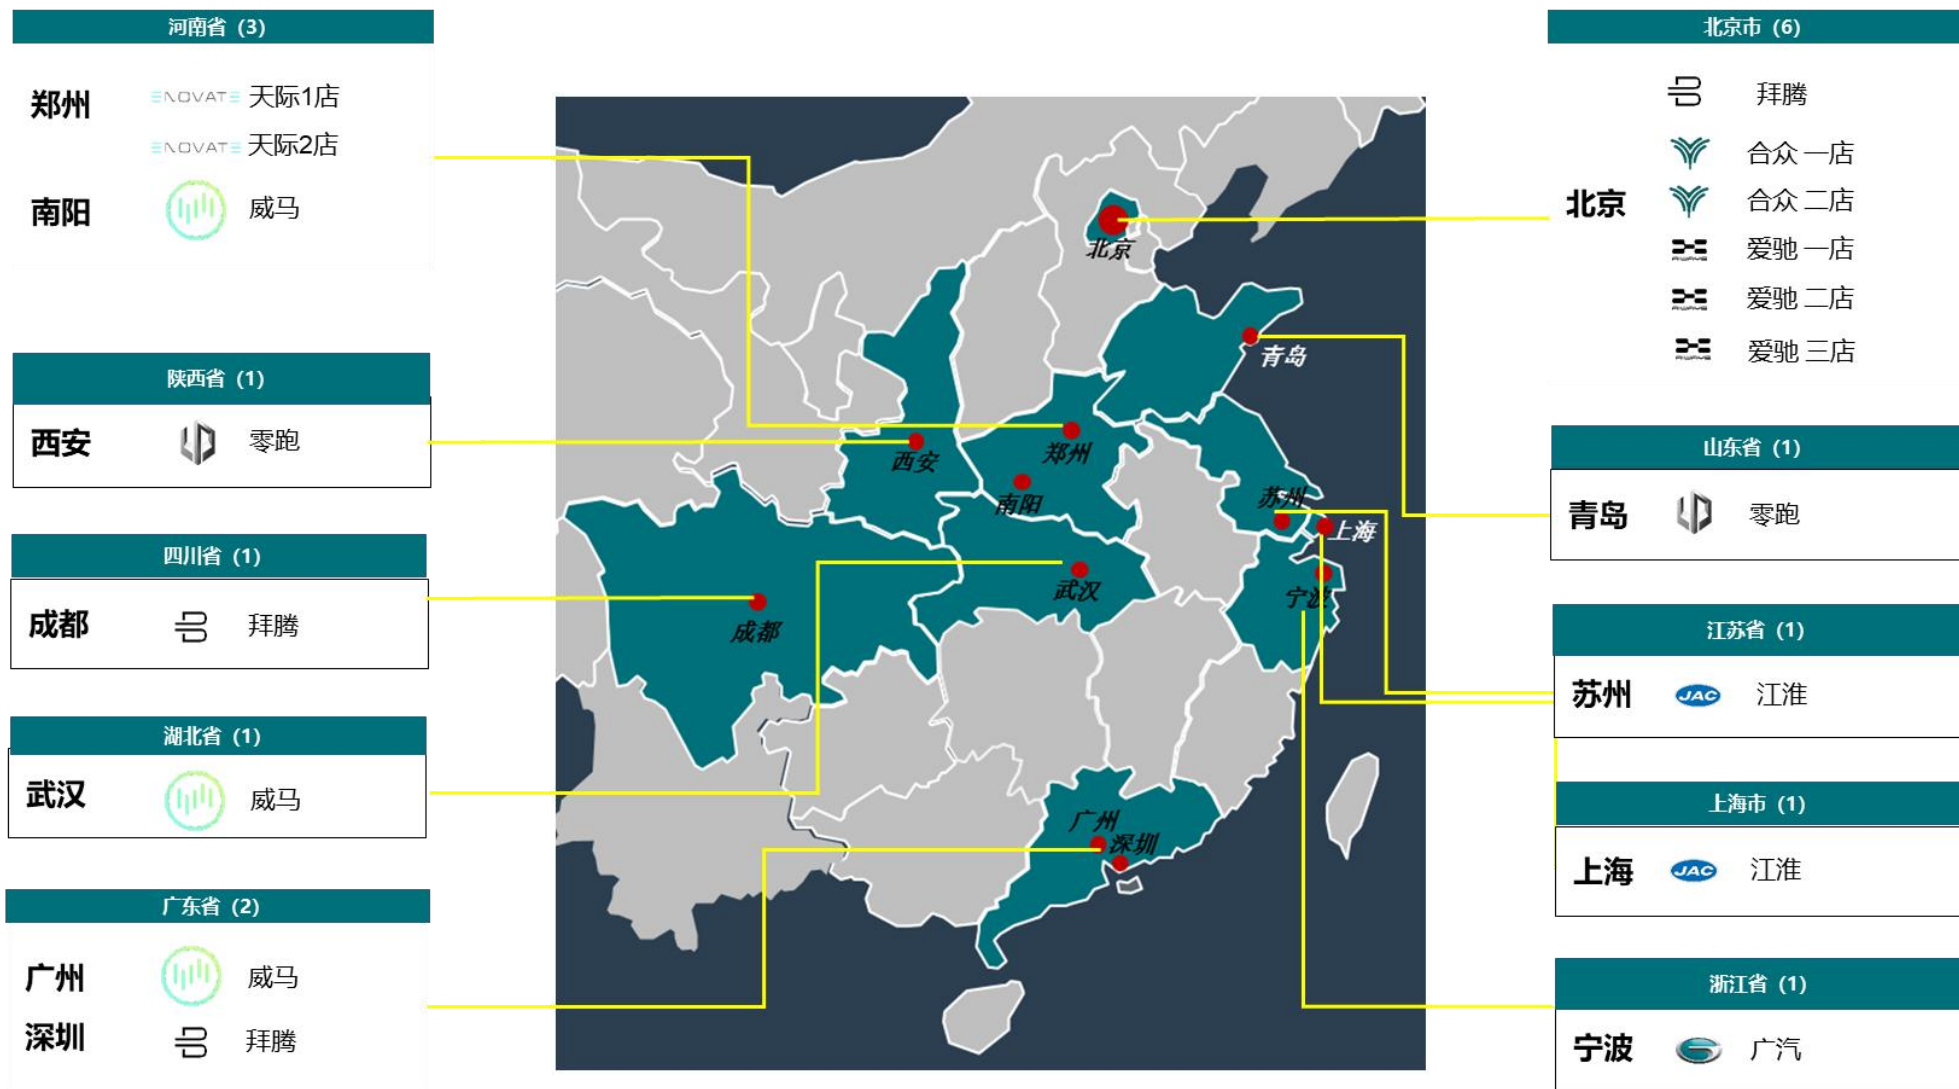 河南省（3）
郑州
ENOVATE 天际1店
ENOVATE 天际2店
南阳
威马
陕西省（1）
西安
零跑
四川省（1）
成都
拜腾
湖北省（1）
武汉
威马
广东省（2）
广州
威马
深圳
拜腾
北京
青岛
郑州
西安
南阳
苏州
上海
武汉
宁波
成都
广州
深圳
北京市（6）
北京
拜腾
合众 一店
合众 二店
爱驰 一店
爱驰 二店
爱驰 三店
山东省（1）
青岛
零跑
江苏省（1）
苏州
JAC 江淮
上海市（1）
上海
JAC 江淮
浙江省（1）
宁波
广汽